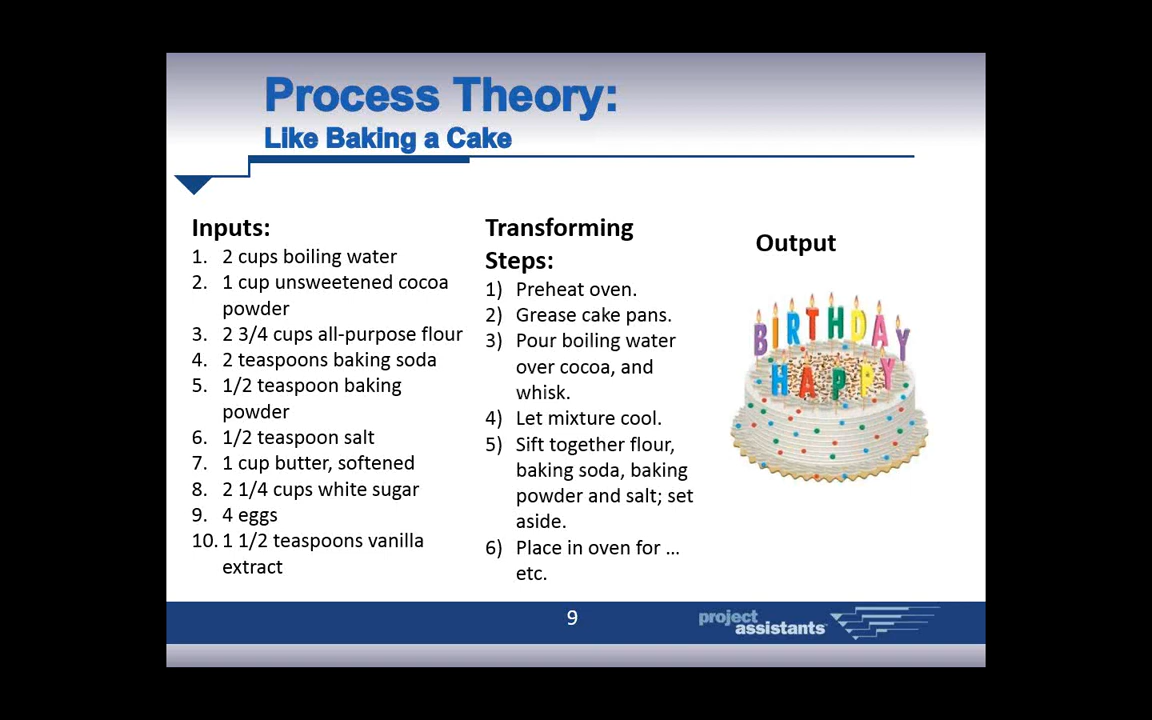 Process Theory:
Like Baking a Cake
Inputs:
1. 2 cups boiling water
2. 1 cup unsweetened cocoa
powder
3. 2 3/4 cups all-purpose flour
4. 2 teaspoons baking soda
5. 1/2 teaspoon baking
powder
6. 1/2 teaspoon salt
7. 1 cup butter, softened
8. 2 1/4 cups white sugar
9. 4 eggs
10. 1 1/2 teaspoons vanilla
extract
Transforming
Steps:
1) Preheat oven.
2) Grease cake pans.
3) Pour boiling water
over cocoa, and
whisk.
4) Let mixture cool.
5) Sift together flour,
baking soda, baking
powder and salt; set
aside.
6) Place in oven for ...
etc.
Output
BIRTHDAY
HAPPY
9
project
assistants